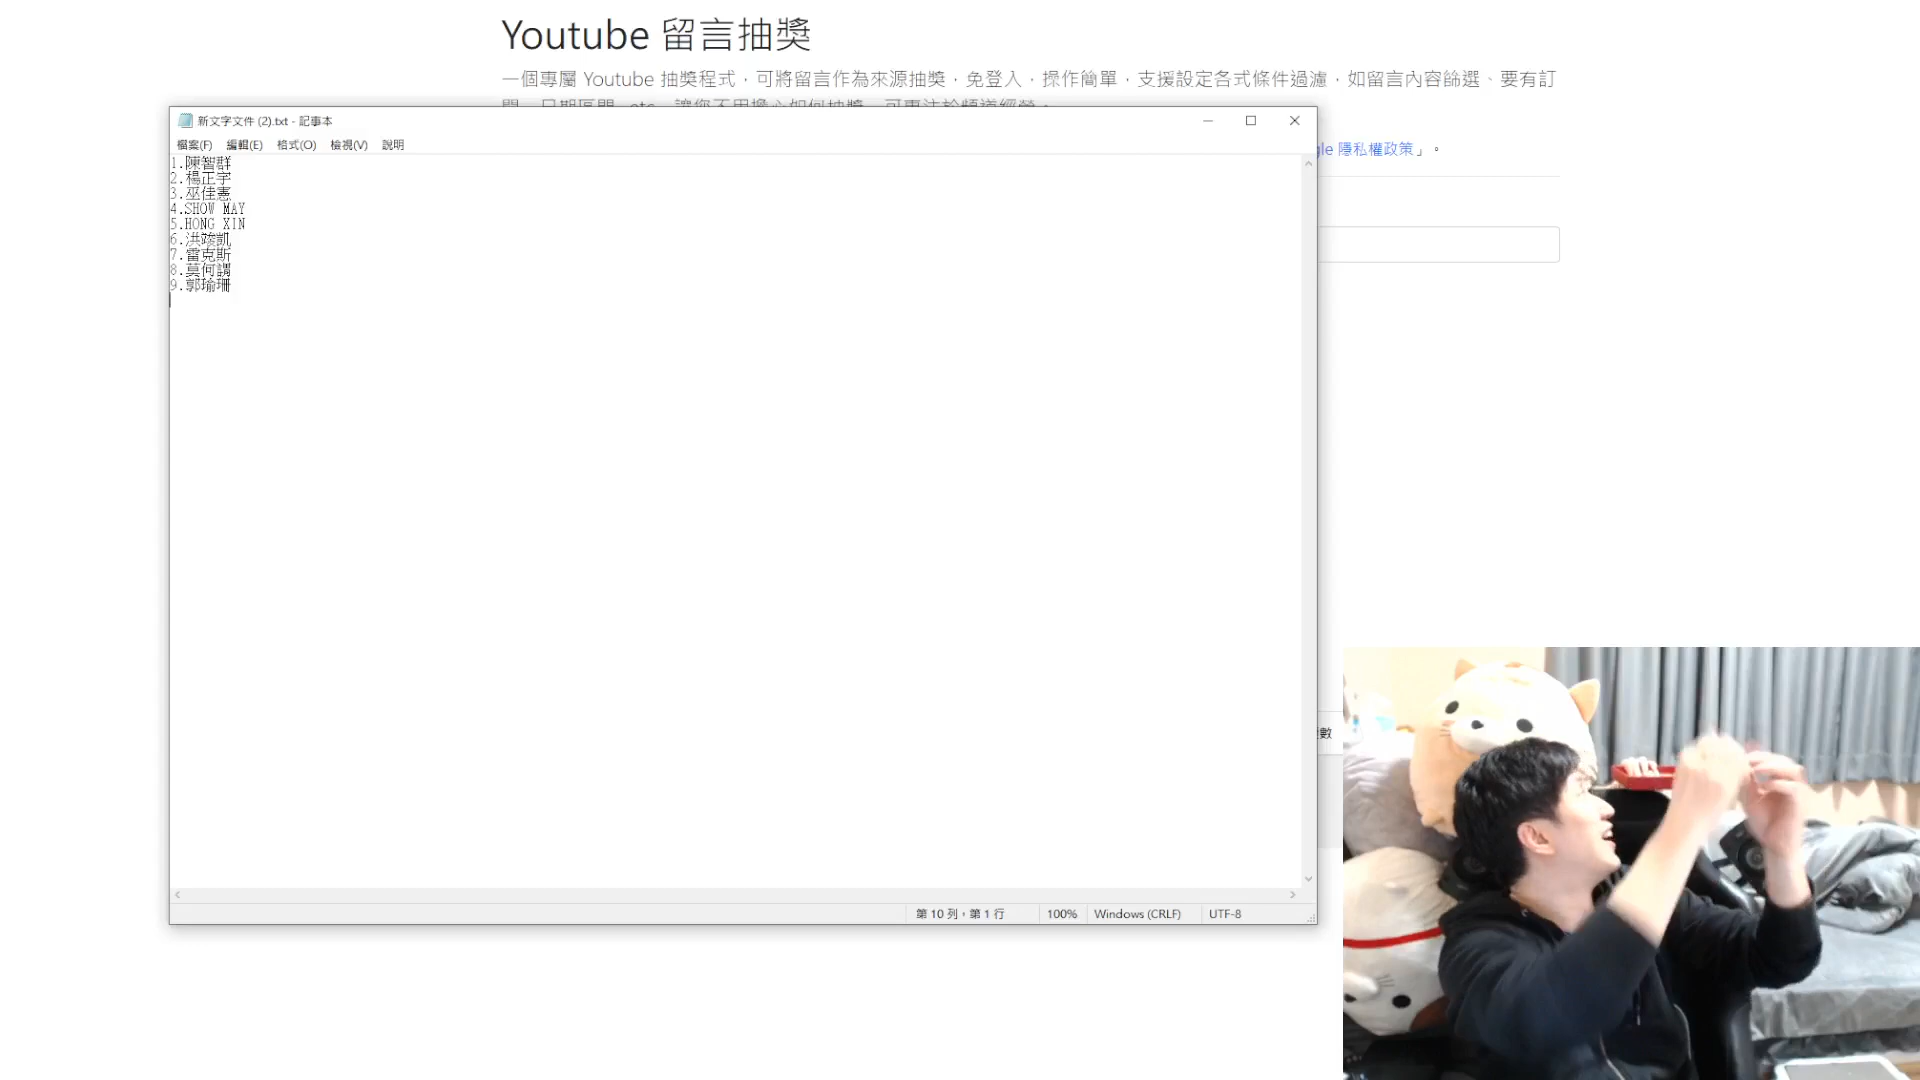 Youtube 留言抽獎
一個專屬 Youtube 抽獎程式，可將留言作為來源抽獎，免登入，操作簡單，支援設定各式條件過濾，如留言內容篩選、要有訂
新文字文件 (2).txt - 記事本
檔案(F) 編輯(E) 格式(O) 檢視(V) 說明
gle 隱私權政策」。
1.陳智群
2.楊正宇
3.巫佳憲
4.SHOW MAY
5.HONG XIN
6.洪竣凱
7.雷克斯
8.莫何謂
9.郭瑜珊
數
第 10 列，第 1 行 100% Windows (CRLF) UTF-8